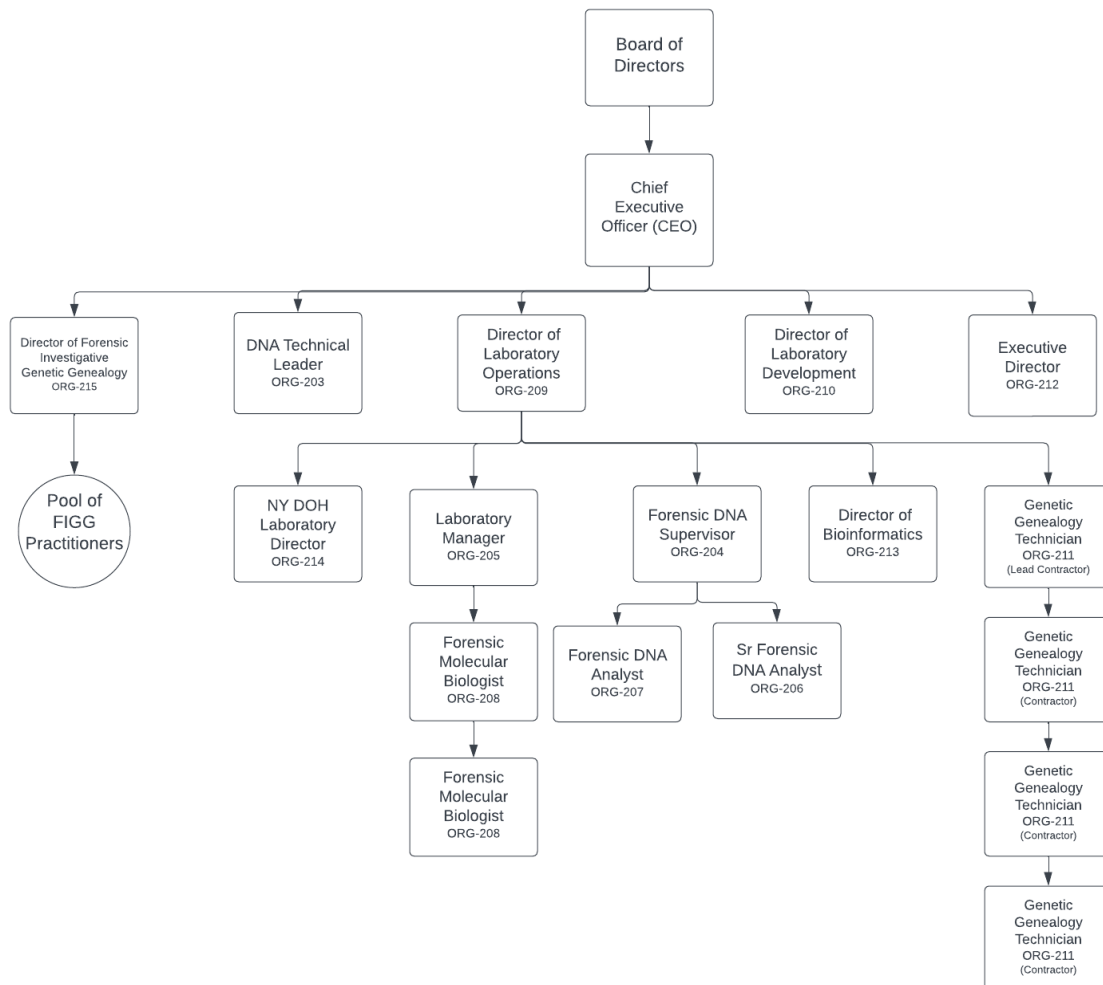 Board of
Directors
Chief
Executive
Officer (CEO)
Director of Forensic
Investigative
Genetic Genealogy
ORG-215
DNA Technical
Leader
ORG-203
Director of
Laboratory
Operations
ORG-209
Director of
Laboratory
Development
ORG-210
Executive
Director
ORG-212
Pool of
FIGG
Practitioners
NY DOH
Laboratory
Director
ORG-214
Laboratory
Manager
ORG-205
Forensic DNA
Supervisor
ORG-204
Director of
Bioinformatics
ORG-213
Genetic
Genealogy
Technician
ORG-211
(Lead Contractor)
Forensic
Molecular
Biologist
ORG-208
Forensic DNA
Analyst
ORG-207
Sr Forensic
DNA Analyst
ORG-206
Genetic
Genealogy
Technician
ORG-211
(Contractor)
Forensic
Molecular
Biologist
ORG-208
Genetic
Genealogy
Technician
ORG-211
(Contractor)
Genetic
Genealogy
Technician
ORG-211
(Contractor)